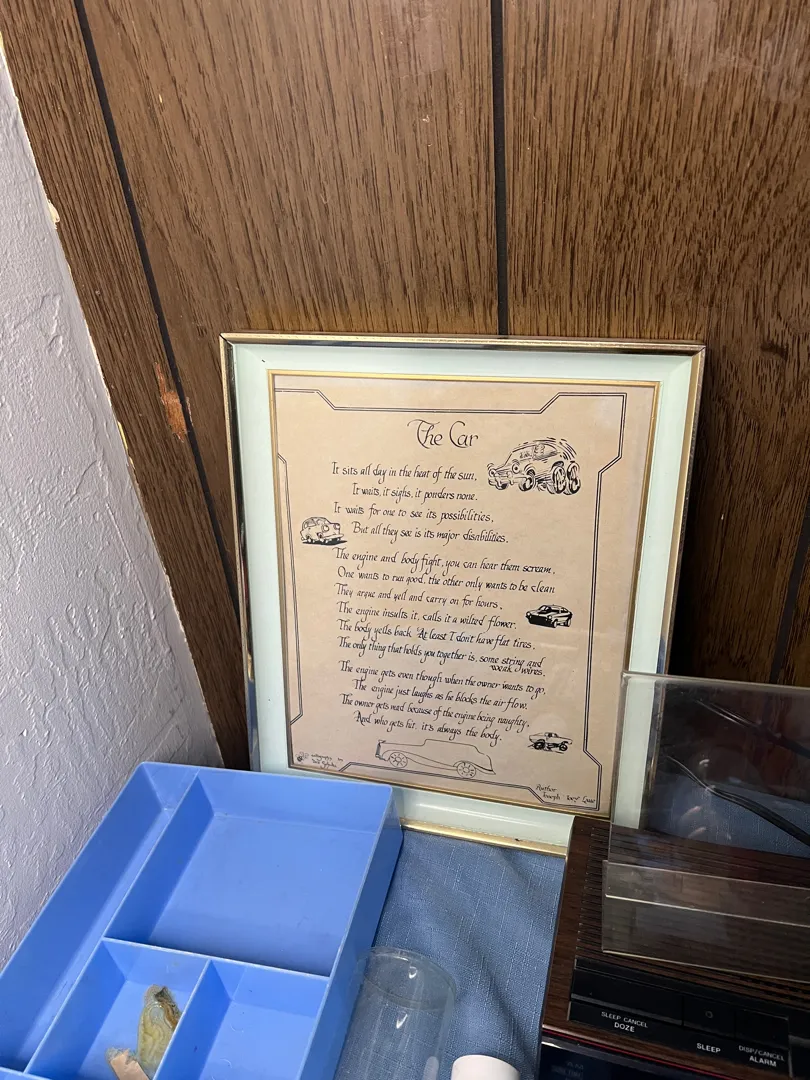 The Car
It sits all day in the heat of the sun,
It waits, it sighs, it ponders none.
It waits for one to see its possibilities,
But all they see is its major disabilities.
The engine and body fight, you can hear them scream,
One wants to run good, the other only wants to be clean
They argue and yell and carry on for hours,
The engine insults it, calls it a wilted flower.
The body yells back "At least I don't have flat tires,
The only thing that holds you together is, some string and
weak wires.
The engine gets even though when the owner wants to go,
The engine just laughs as he blocks the air flow.
The owner gets mad because of the engine being naughty,
And who gets hit, it's always the body.
by
Author
Joseph "Joey"
SLEEP CANCEL
DOZE
SLEEP
DISP/CANCEL
ALARM